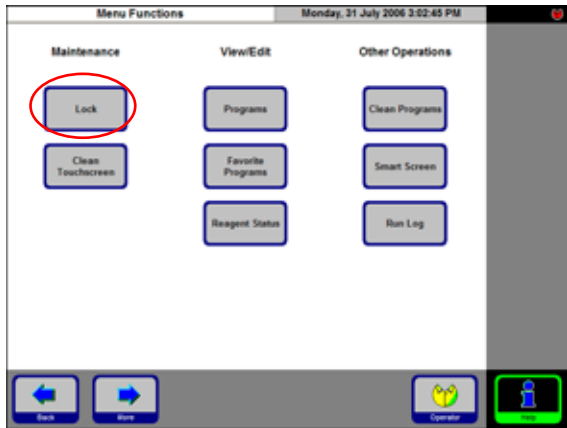 Menu Functions
Monday, 31 July 2006 3:02:45 PM
Maintenance
View/Edit
Other Operations
Lock
Programs
Clean Programs
Clean
Touchscreen
Favorite
Programs
Smart Screen
Reagent Status
Run Log
Back
More
Operator
Help